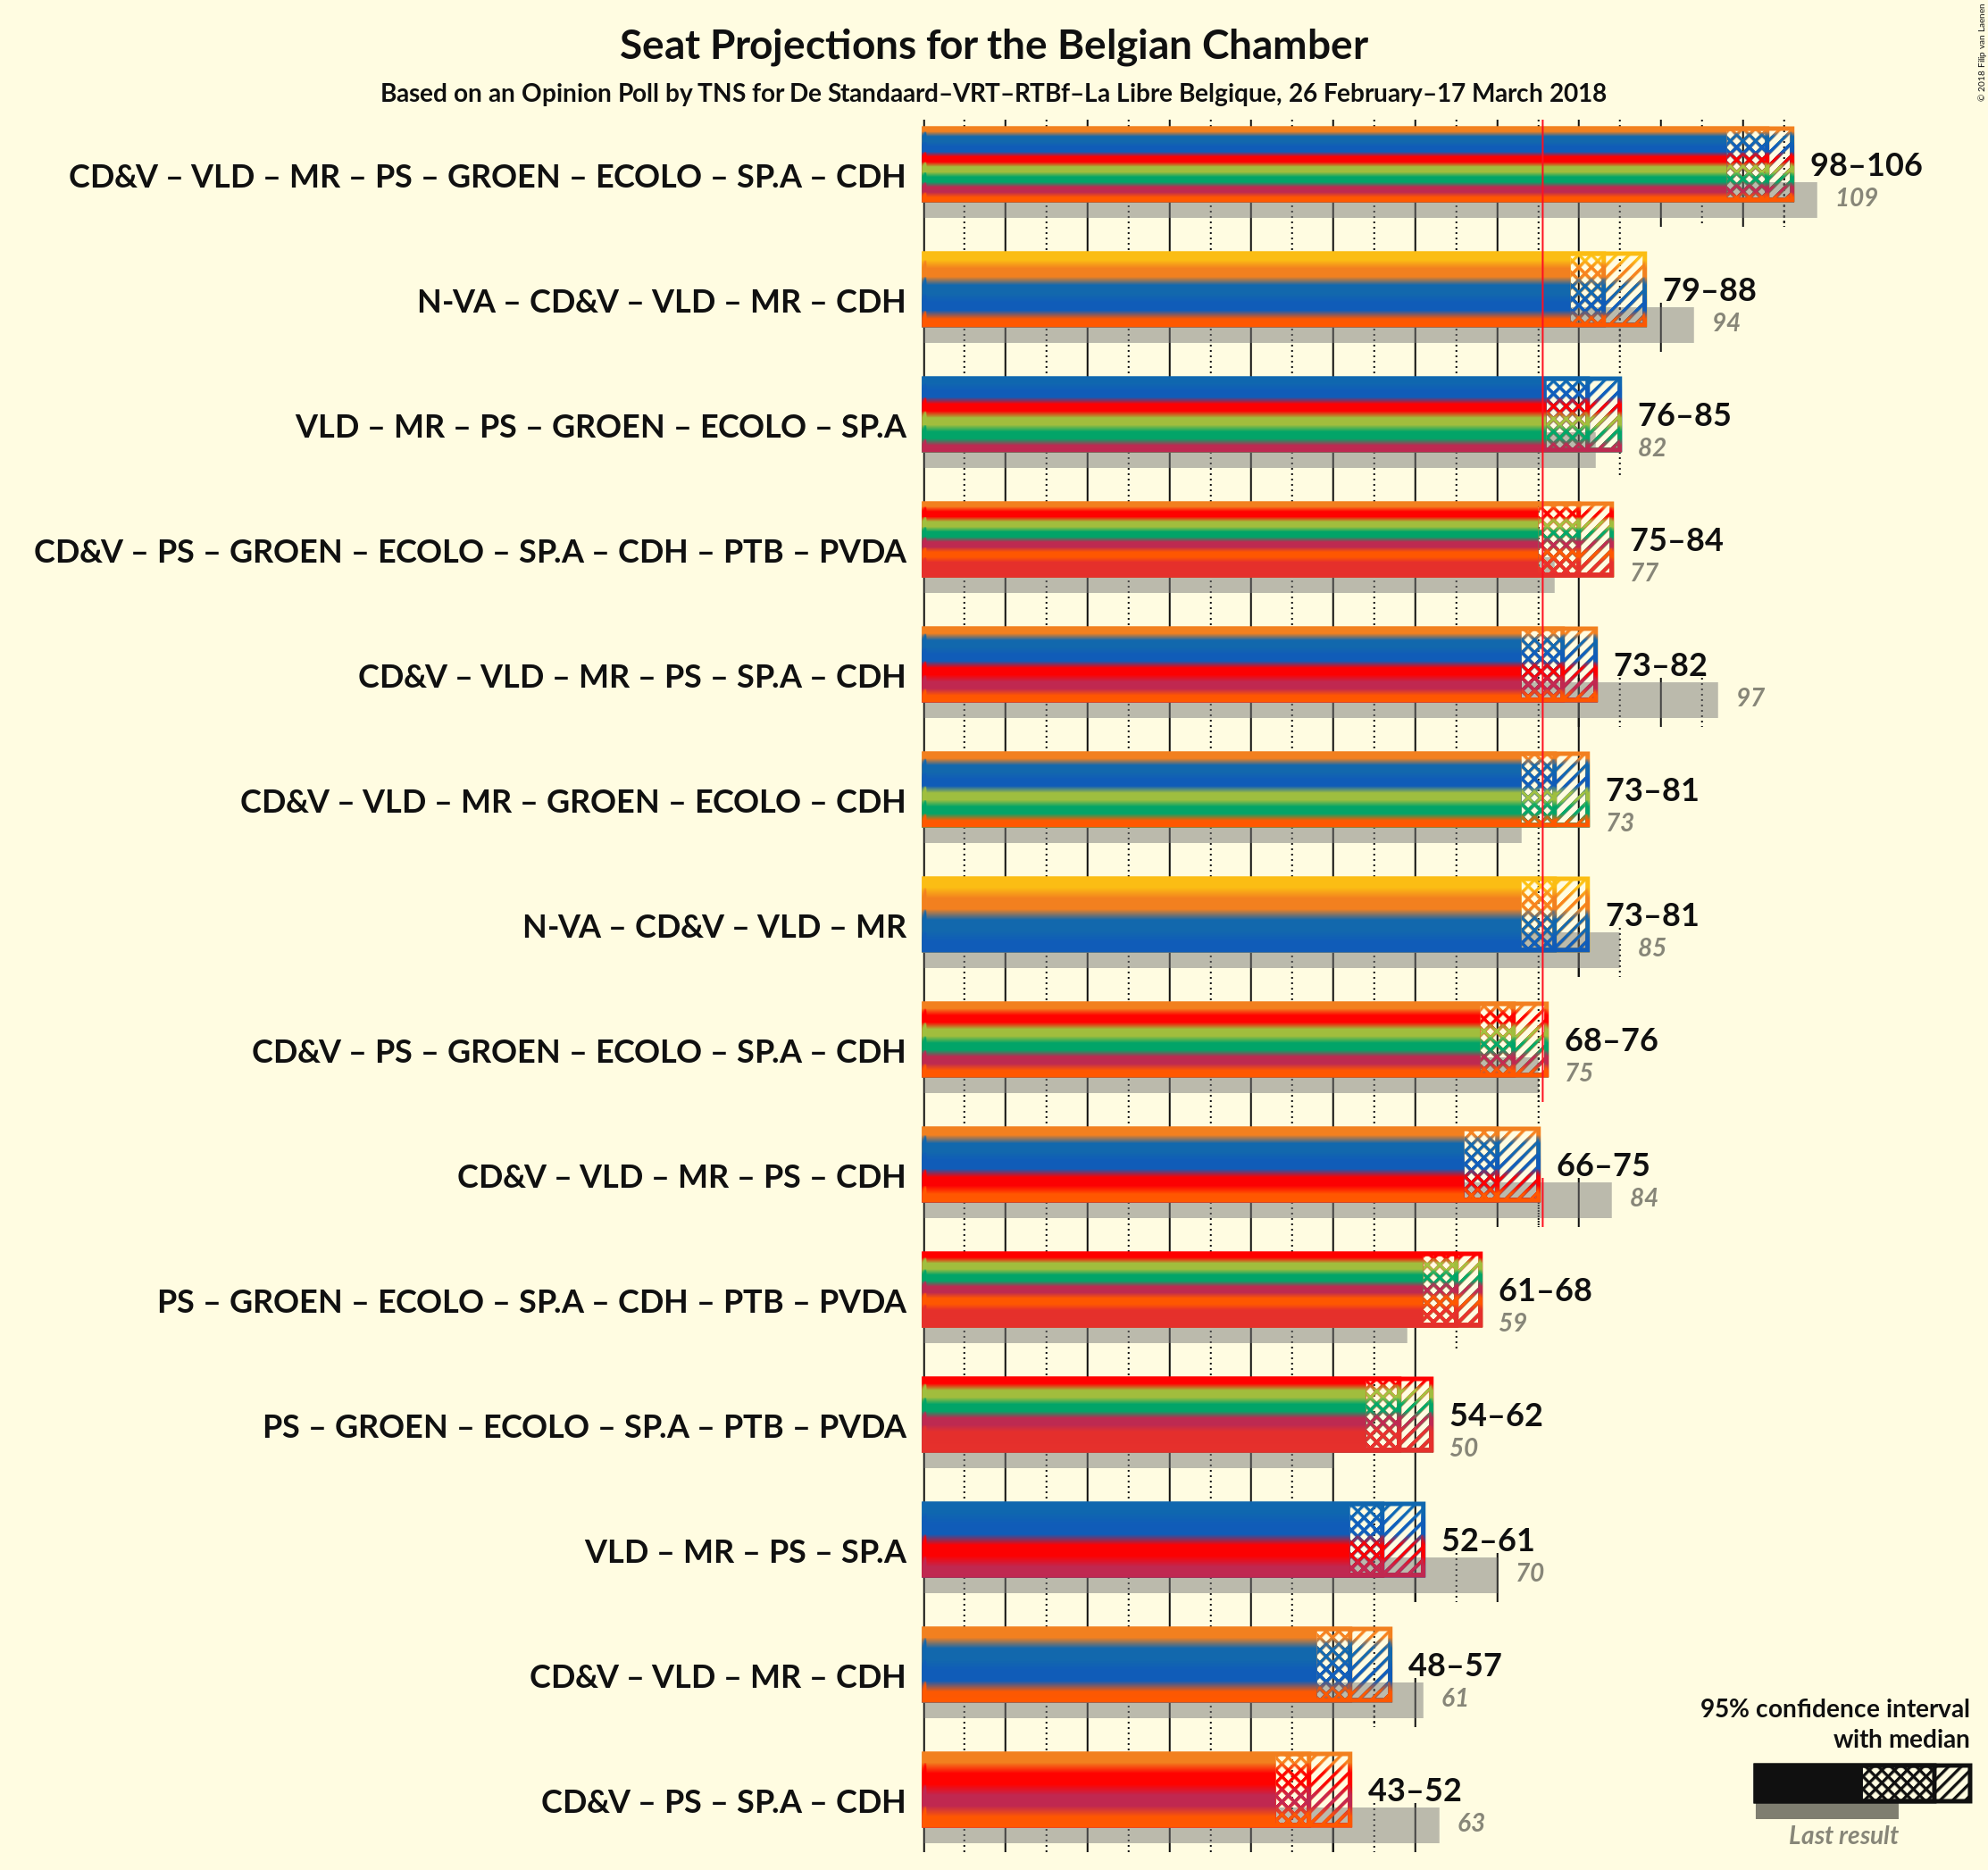 Seat Projections for the Belgian Chamber
Based on an Opinion Poll by TNS for De Standaard–VRT–RTBf–La Libre Belgique, 26 February–17 March 2018
© 2018 Filip van Laenen
CD&V – VLD – MR – PS – GROEN – ECOLO – SP.A – CDH
98–106
109
N-VA – CD&V – VLD – MR – CDH
79–88
94
VLD – MR – PS – GROEN – ECOLO – SP.A
76–85
82
CD&V – PS – GROEN – ECOLO – SP.A – CDH – PTB – PVDA
75–84
77
CD&V – VLD – MR – PS – SP.A – CDH
73–82
97
CD&V – VLD – MR – GROEN – ECOLO – CDH
73–81
73
N-VA – CD&V – VLD – MR
73–81
85
CD&V – PS – GROEN – ECOLO – SP.A – CDH
68–76
75
CD&V – VLD – MR – PS – CDH
66–75
84
PS – GROEN – ECOLO – SP.A – CDH – PTB – PVDA
61–68
59
PS – GROEN – ECOLO – SP.A – PTB – PVDA
54–62
50
VLD – MR – PS – SP.A
52–61
70
CD&V – VLD – MR – CDH
48–57
61
CD&V – PS – SP.A – CDH
43–52
63
95% confidence interval
with median
Last result